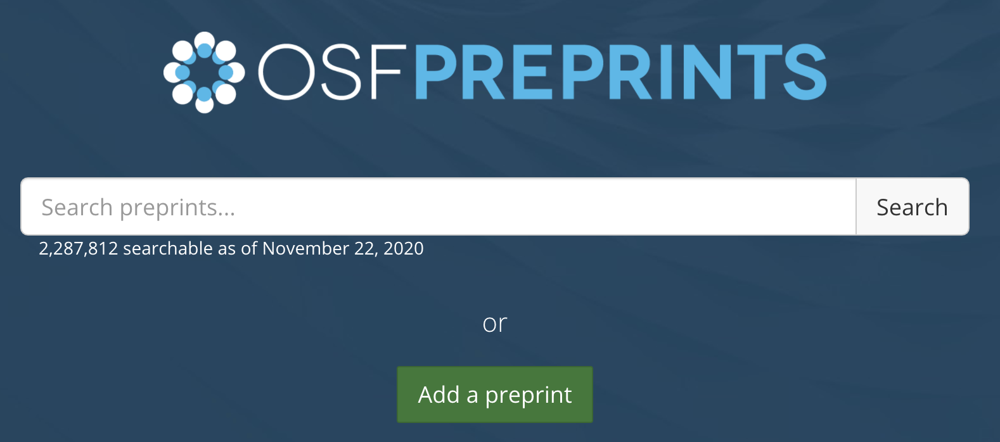 OSFPREPRINTS
Search preprints... Search
2,287,812 searchable as of November 22, 2020
or
Add a preprint